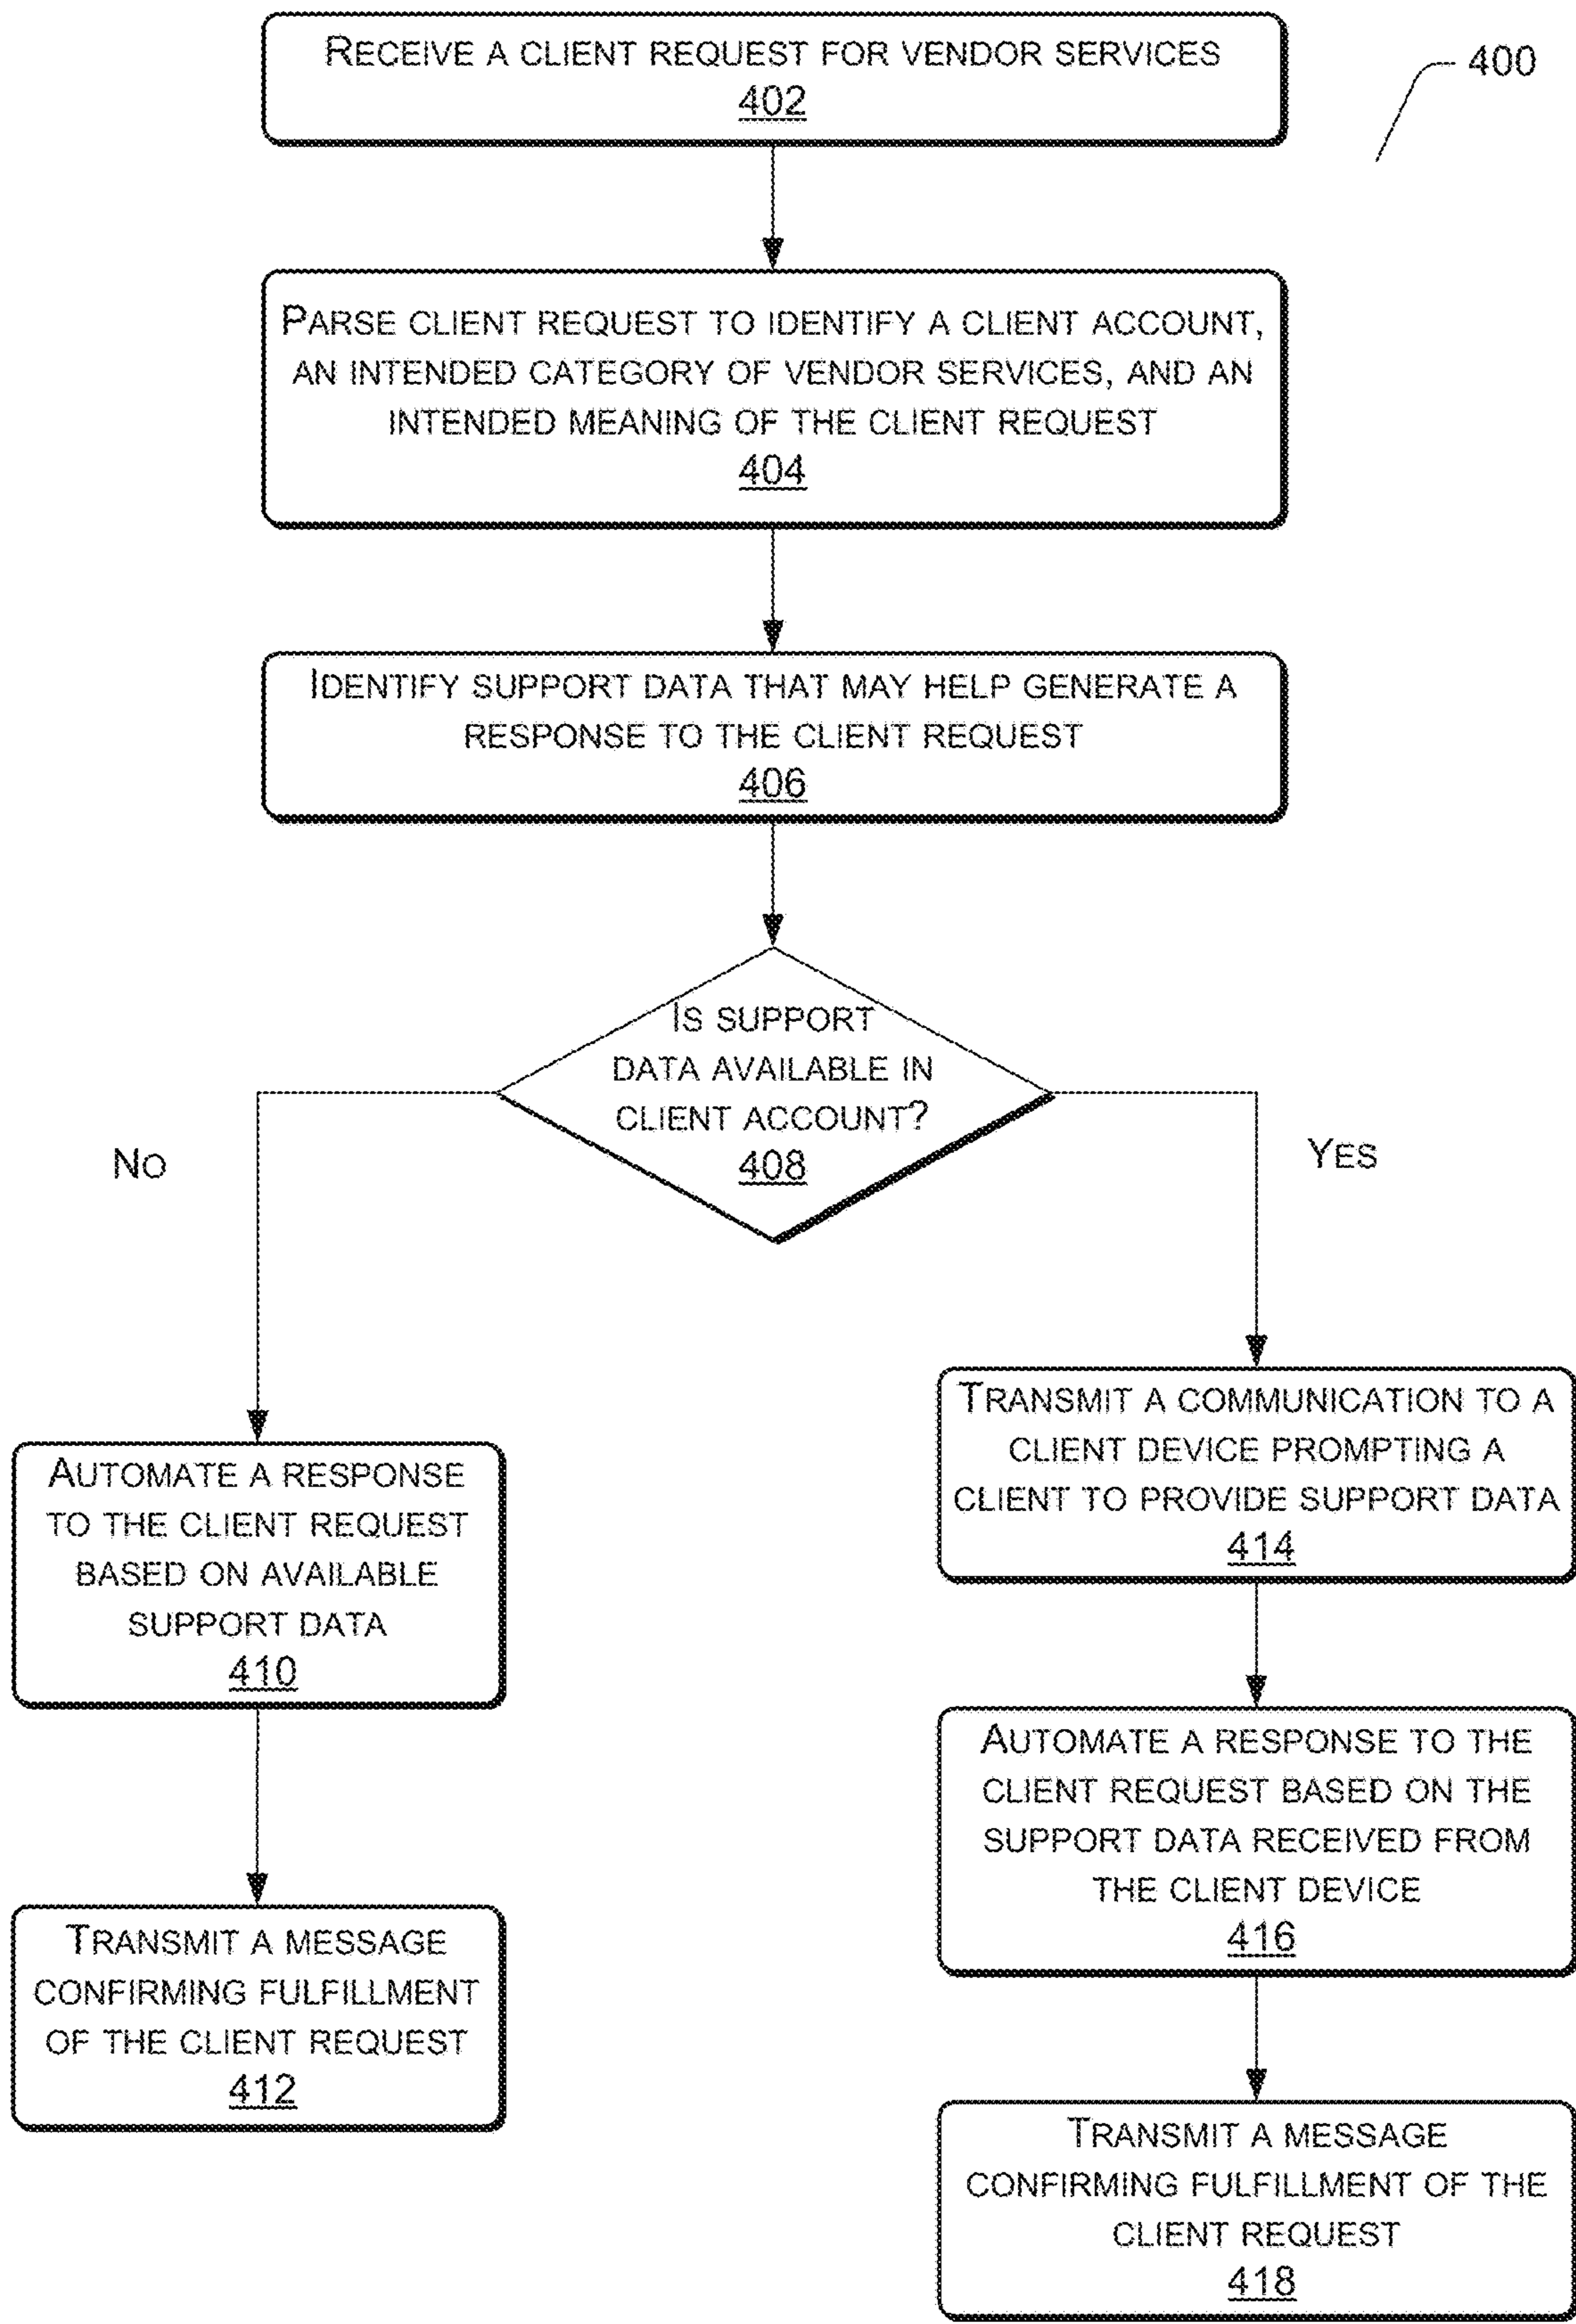 RECEIVE A CLIENT REQUEST FOR VENDOR SERVICES
402
400
PARSE CLIENT REQUEST TO IDENTIFY A CLIENT ACCOUNT,
AN INTENDED CATEGORY OF VENDOR SERVICES, AND AN
INTENDED MEANING OF THE CLIENT REQUEST
404
IDENTIFY SUPPORT DATA THAT MAY HELP GENERATE A
RESPONSE TO THE CLIENT REQUEST
406
IS SUPPORT
DATA AVAILABLE IN
CLIENT ACCOUNT?
408
NO
YES
AUTOMATE A RESPONSE
TO THE CLIENT REQUEST
BASED ON AVAILABLE
SUPPORT DATA
410
TRANSMIT A MESSAGE
CONFIRMING FULFILLMENT
OF THE CLIENT REQUEST
412
TRANSMIT A COMMUNICATION TO A
CLIENT DEVICE PROMPTING A
CLIENT TO PROVIDE SUPPORT DATA
414
AUTOMATE A RESPONSE TO THE
CLIENT REQUEST BASED ON THE
SUPPORT DATA RECEIVED FROM
THE CLIENT DEVICE
416
TRANSMIT A MESSAGE
CONFIRMING FULFILLMENT OF THE
CLIENT REQUEST
418